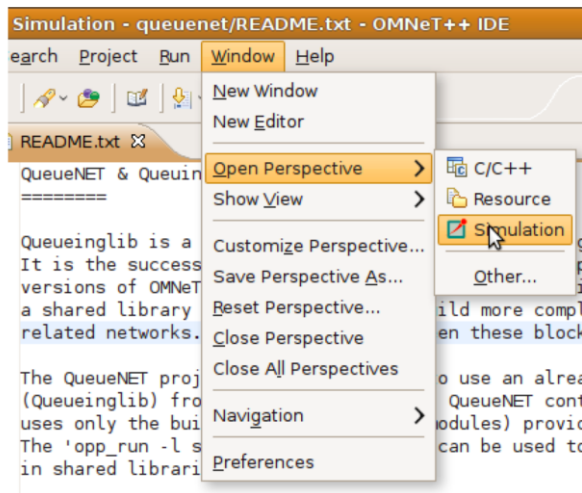 Simulation - queuenet/README.txt - OMNeT++ IDE
earch Project Run Window Help
README.txt
New Window
New Editor
Open Perspective
Show View
Customize Perspective...
Save Perspective As...
Reset Perspective...
Close Perspective
Close All Perspectives
Navigation
Preferences
C/C++
Resource
Simulation
Other...
QueueNET & Queuin
========
Queueinglib is a
It is the success
versions of OMNeT
a shared library ild more compl
related networks. en these block
The QueueNET proj o use an alrea
(Queueinglib) fro QueueNET cont
uses only the bui odules) provid
The 'opp_run -l s can be used to
in shared librari